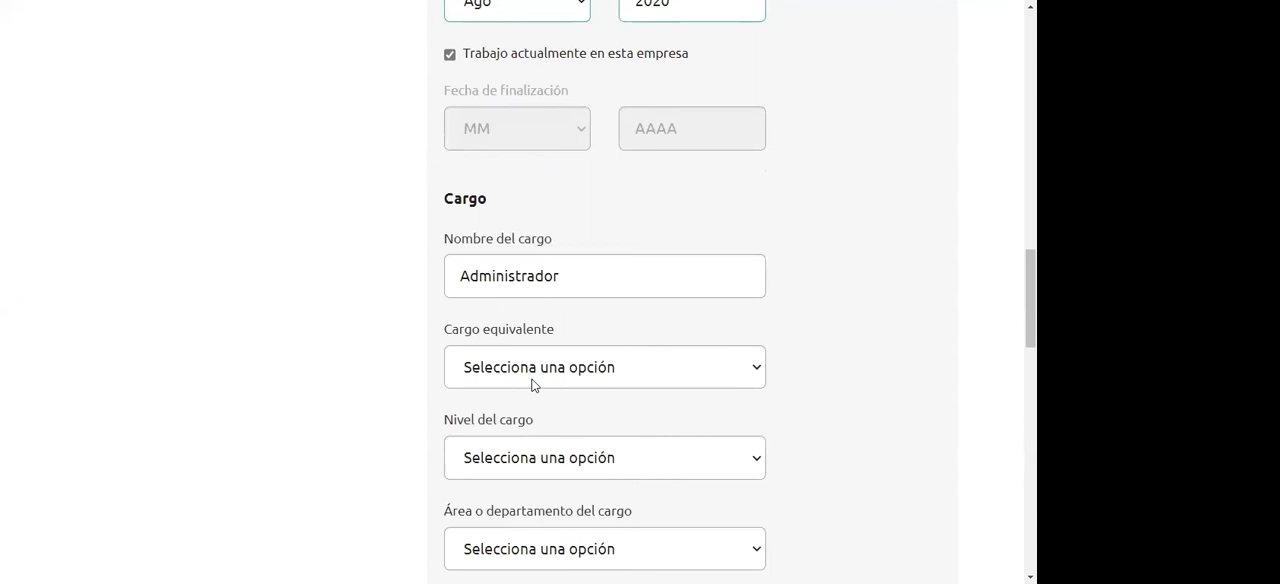 Ago 2020
Trabajo actualmente en esta empresa
Fecha de finalización
MM AAAA
Cargo
Nombre del cargo
Administrador
Cargo equivalente
Selecciona una opción
Nivel del cargo
Selecciona una opción
Área o departamento del cargo
Selecciona una opción